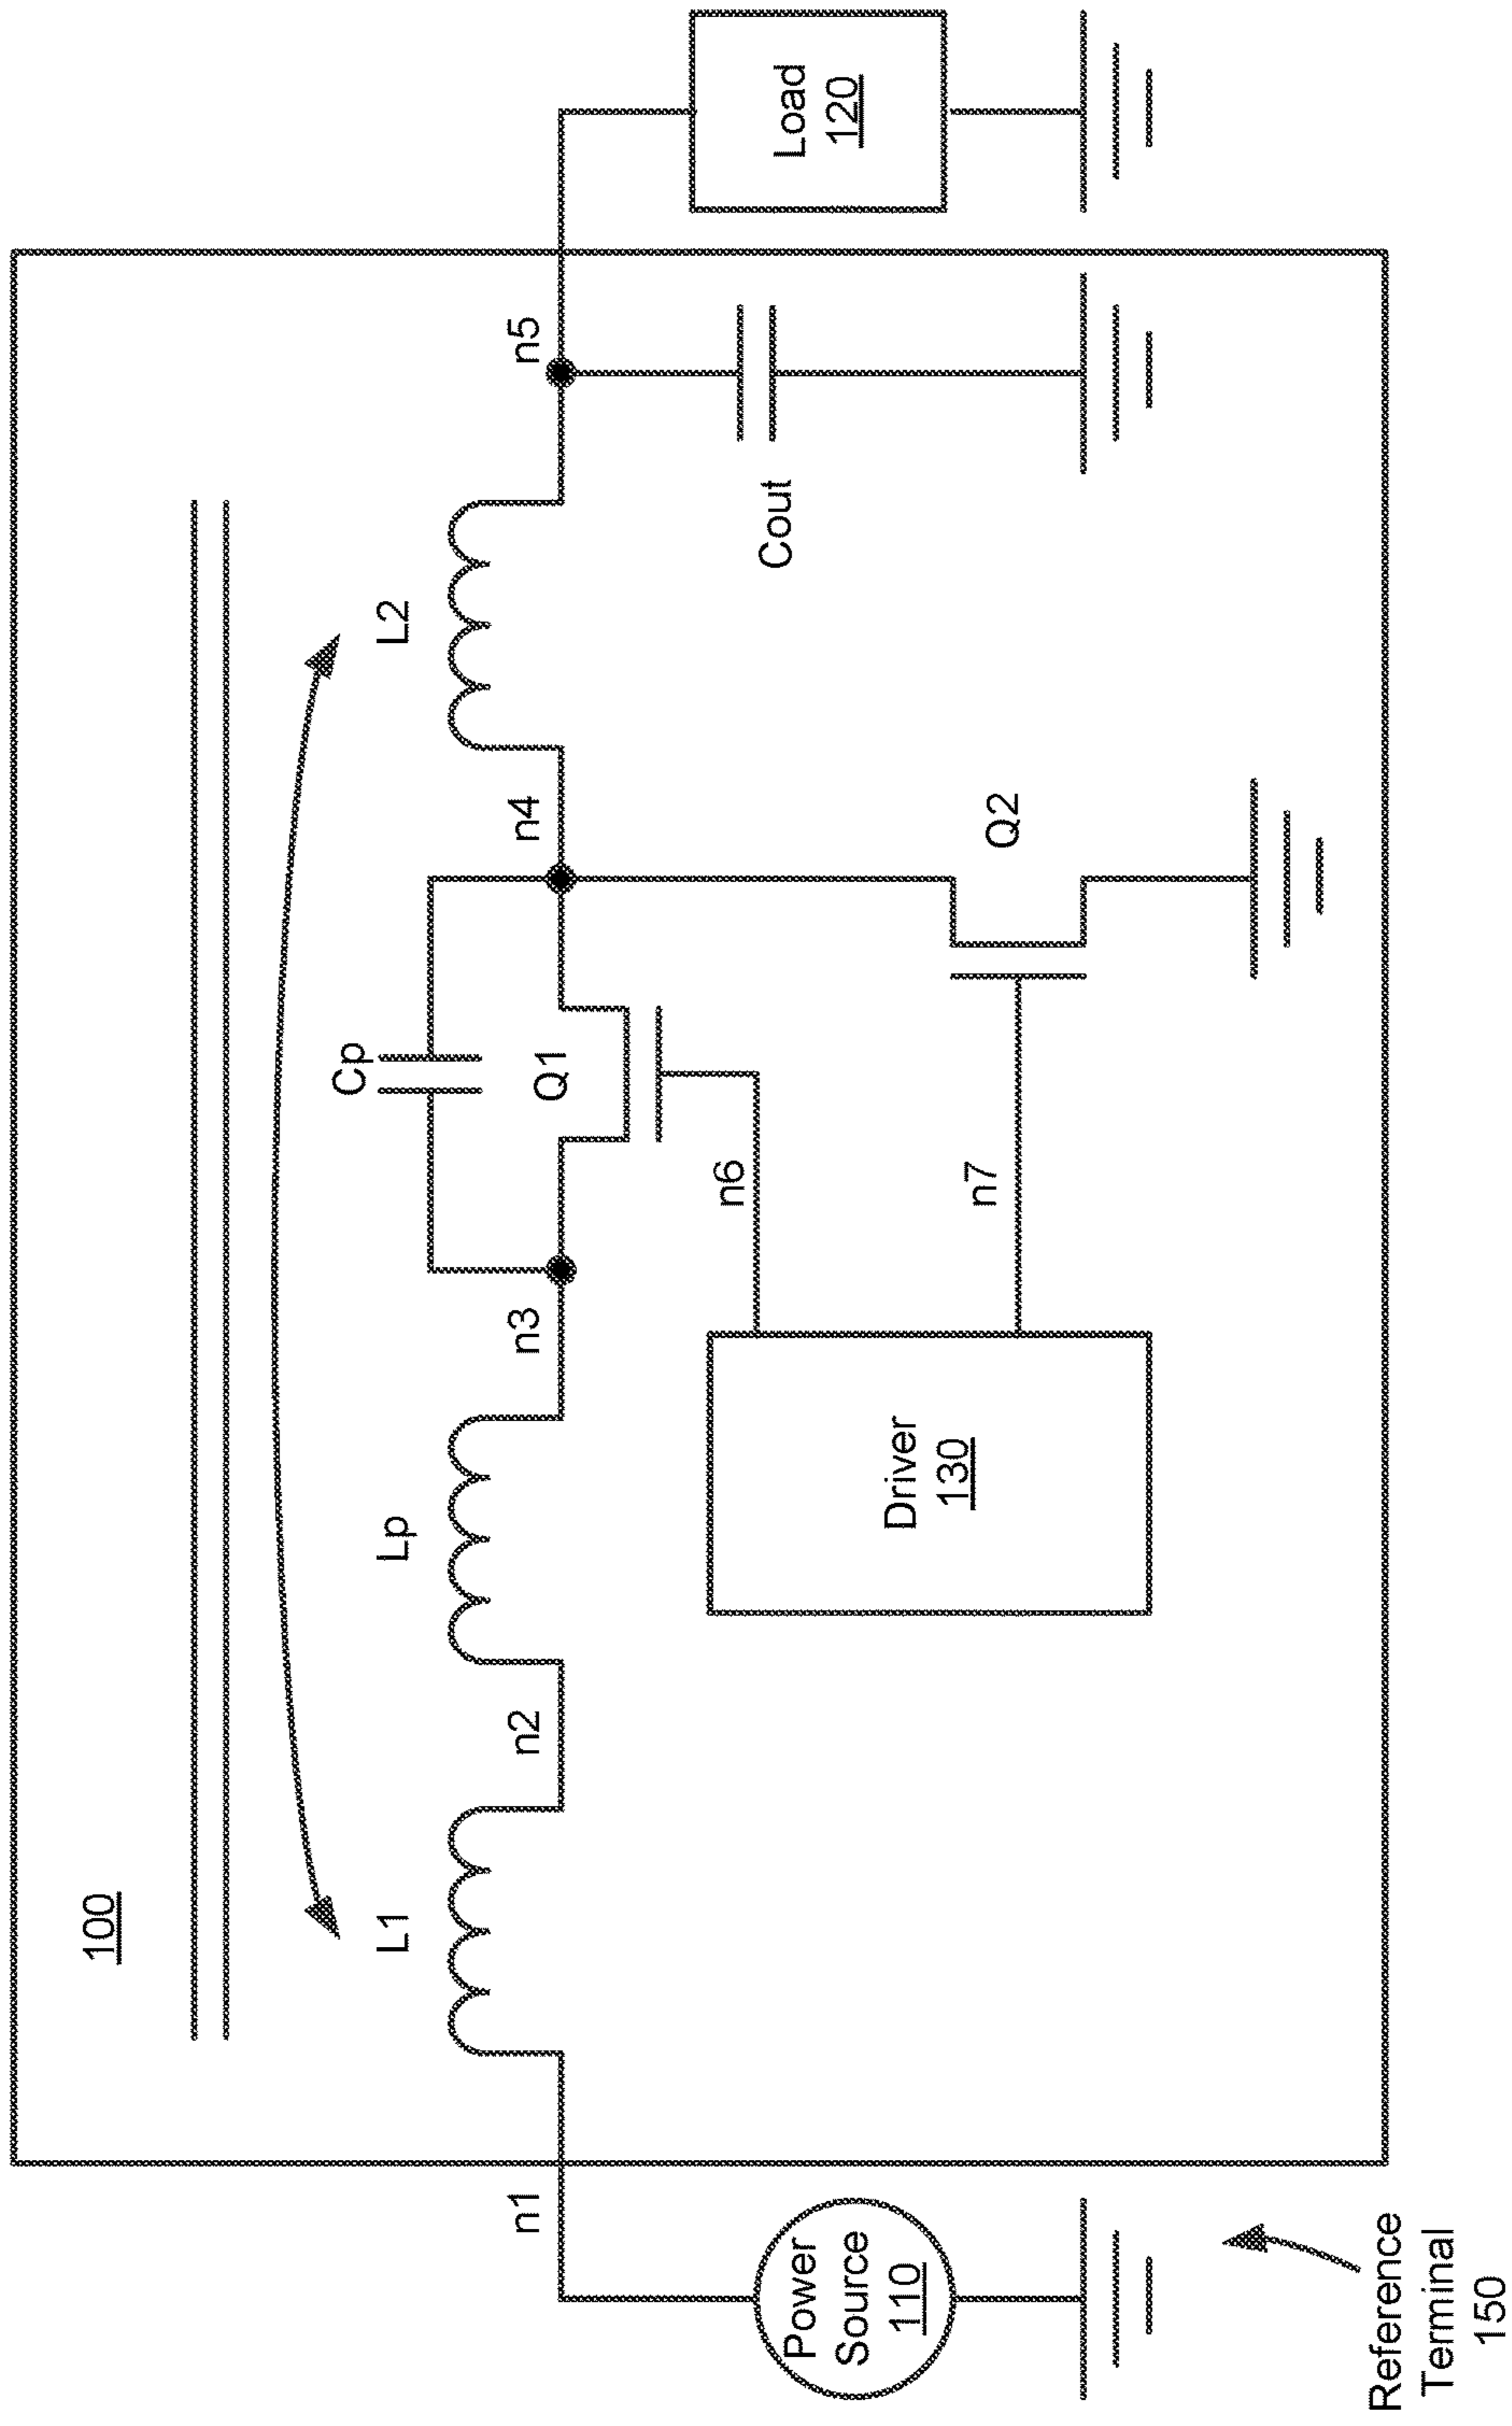 100
L1
Lp
Cp
L2
n1
n2
n3
Q1
n4
n5
Power
Source
110
Driver
130
n6
n7
Q2
Cout
Load
120
Reference
Terminal
150